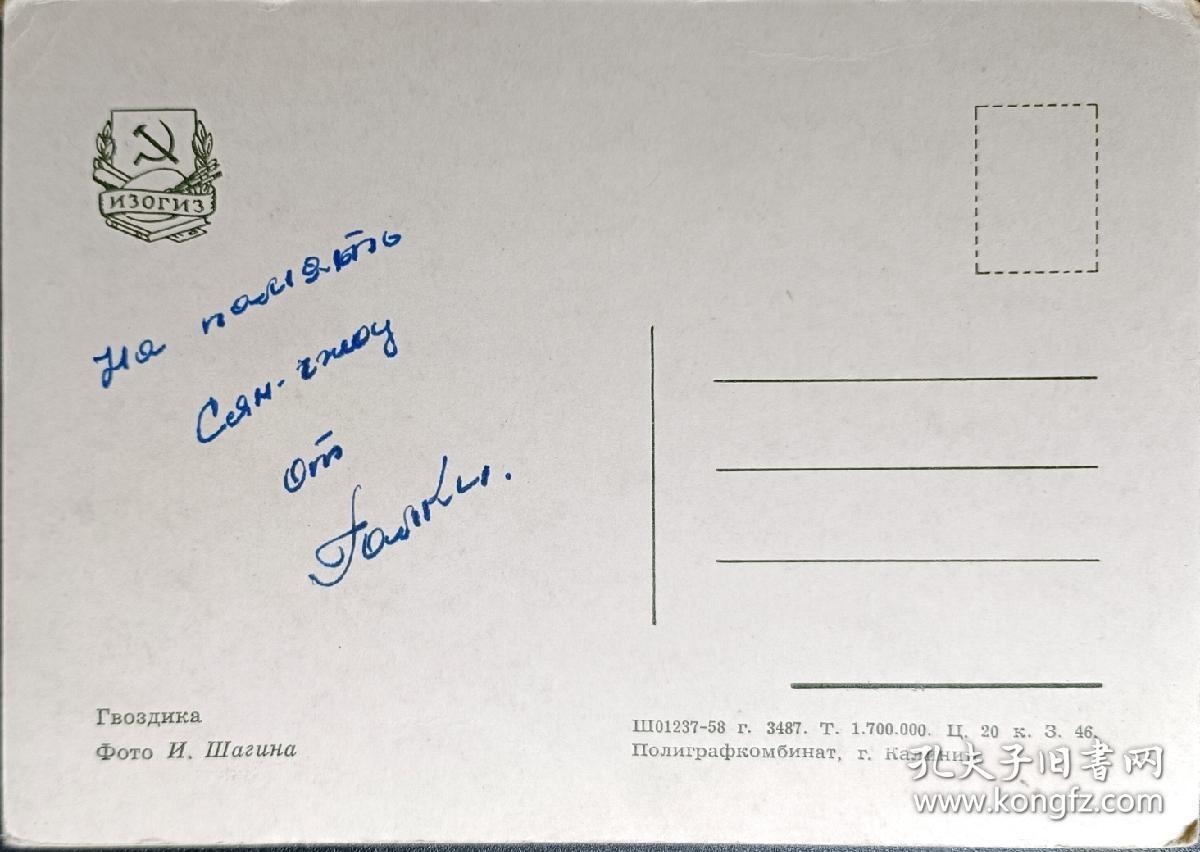 ИЗОГИЗ
На память
Сян-чжоу
от
Галки.
Гвоздика
Фото И. Шагина
Ш01237-58 г. 3487. Т. 1.700.000. Ц. 20 к. З. 46.
Полиграфкомбинат, г. Калинин
孔夫子旧书网
www.kongfz.com